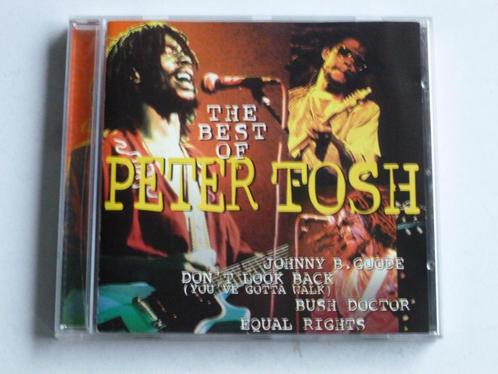 THE
BEST
OF
PETER TOSH
JOHNNY B. GOODE
DON'T LOOK BACK
(YOU'VE GOTTA WALK)
BUSH DOCTOR
EQUAL RIGHTS